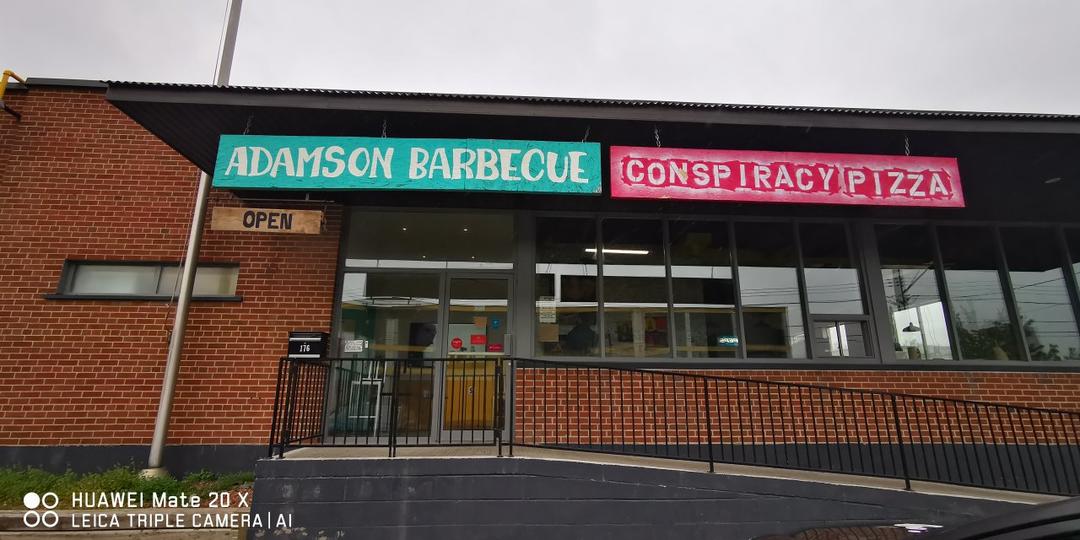 ADAMSON BARBECUE
CONSPIRACY PIZZA
OPEN
176
HUAWEI Mate 20 X
LEICA TRIPLE CAMERA | AI